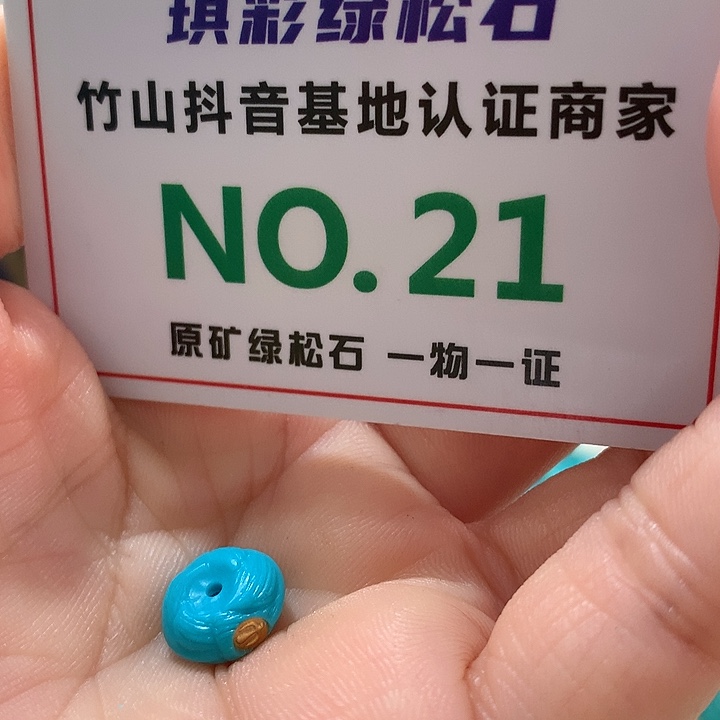 琪彩绿松石
竹山抖音基地认证商家
NO.21
原矿绿松石 一物一证